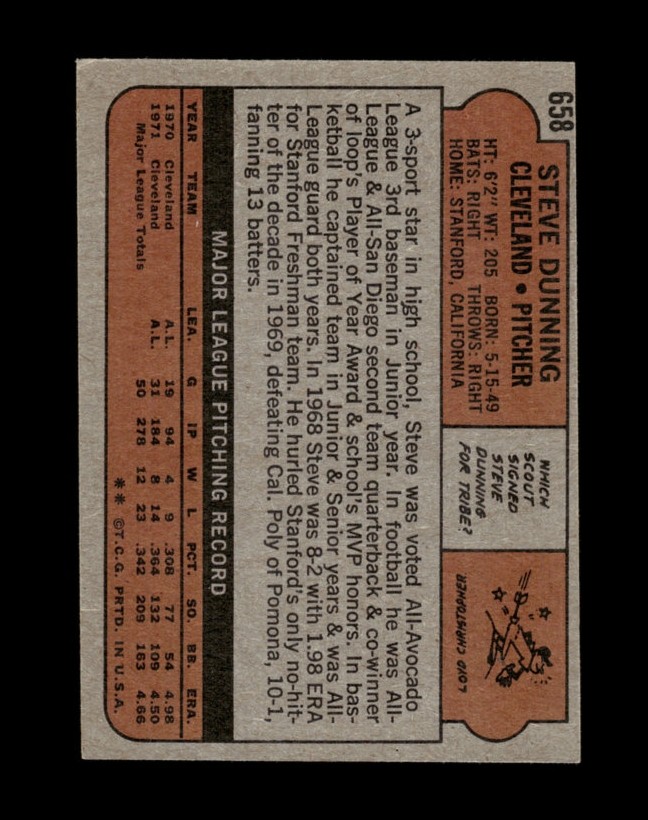 658
STEVE DUNNING
CLEVELAND • PITCHER
HT: 6'2" WT: 205 BORN: 5-15-49
BATS: RIGHT THROWS: RIGHT
HOME: STANFORD, CALIFORNIA
WHICH
SCOUT
SIGNED
STEVE
DUNNING
FOR TRIBE?
LOYD CHRISTOPHER
A 3-sport star in high school, Steve was voted All-Avocado
League 3rd baseman in Junior year. In football he was All-
League & All-San Diego second team quarterback & co-winner
of loop's Player of Year Award & school's MVP honors. In bas-
ketball he captained team in Junior & Senior years & was All-
League guard both years. In 1968 Steve was 8-2 with 1.98 ERA
for Stanford Freshman team. He hurled Stanford's only no-hit-
ter of the decade in 1969, defeating Cal. Poly of Pomona, 10-1,
fanning 13 batters.
MAJOR LEAGUE PITCHING RECORD
YEAR TEAM LEA. G IP W L PCT. SO. BB. ERA.
1970 Cleveland A.L. 19 94 4 9 .308 77 54 4.98
1971 Cleveland A.L. 31 184 8 14 .364 132 109 4.50
Major League Totals 50 278 12 23 .342 209 163 4.66
** ©T.C.G. PRTD. IN U.S.A.